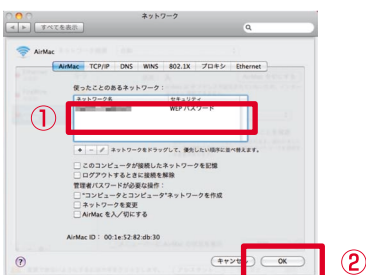 ネットワーク
すべてを表示
AirMac
AirMac TCP/IP DNS WINS 802.1X プロキシ Ethernet
使ったことのあるネットワーク：
ネットワーク名 セキュリティ
WEP パスワード
①
+ - ネットワークをドラッグして、優先したい順序に並べ替えます。
このコンピュータが接続したネットワークを記憶
ログアウトするときに接続を解除
管理者パスワードが必要な操作：
"コンピュータとコンピュータ"ネットワークを作成
ネットワークを変更
AirMac を入／切にする
AirMac ID： 00:1e:52:82:db:30
? キャンセル OK
②